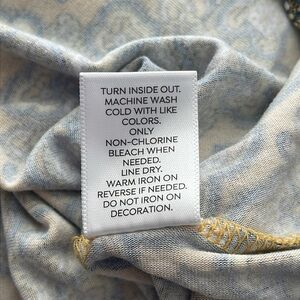 TURN INSIDE OUT.
MACHINE WASH
COLD WITH LIKE
COLORS.
ONLY
NON-CHLORINE
BLEACH WHEN
NEEDED.
LINE DRY.
WARM IRON ON
REVERSE IF NEEDED.
DO NOT IRON ON
DECORATION.